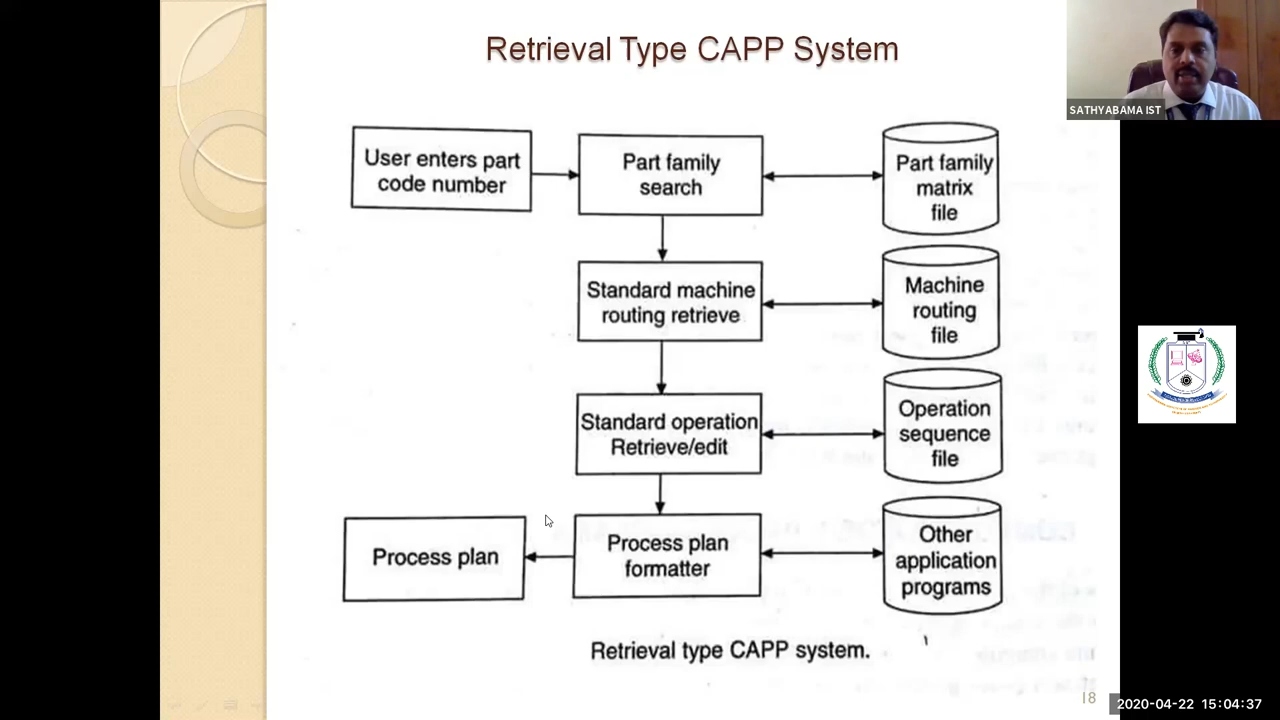 Retrieval Type CAPP System
SATHYABAMA IST
User enters part
code number
Part family
search
Part family
matrix
file
Standard machine
routing retrieve
Machine
routing
file
Standard operation
Retrieve/edit
Operation
sequence
file
Process plan
Process plan
formatter
Other
application
programs
Retrieval type CAPP system.
18
2020-04-22 15:04:37